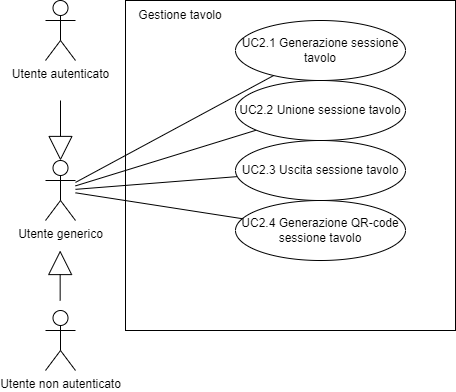 Gestione tavolo
UC2.1 Generazione sessione
tavolo
Utente autenticato
UC2.2 Unione sessione tavolo
UC2.3 Uscita sessione tavolo
Utente generico
UC2.4 Generazione QR-code
sessione tavolo
Utente non autenticato